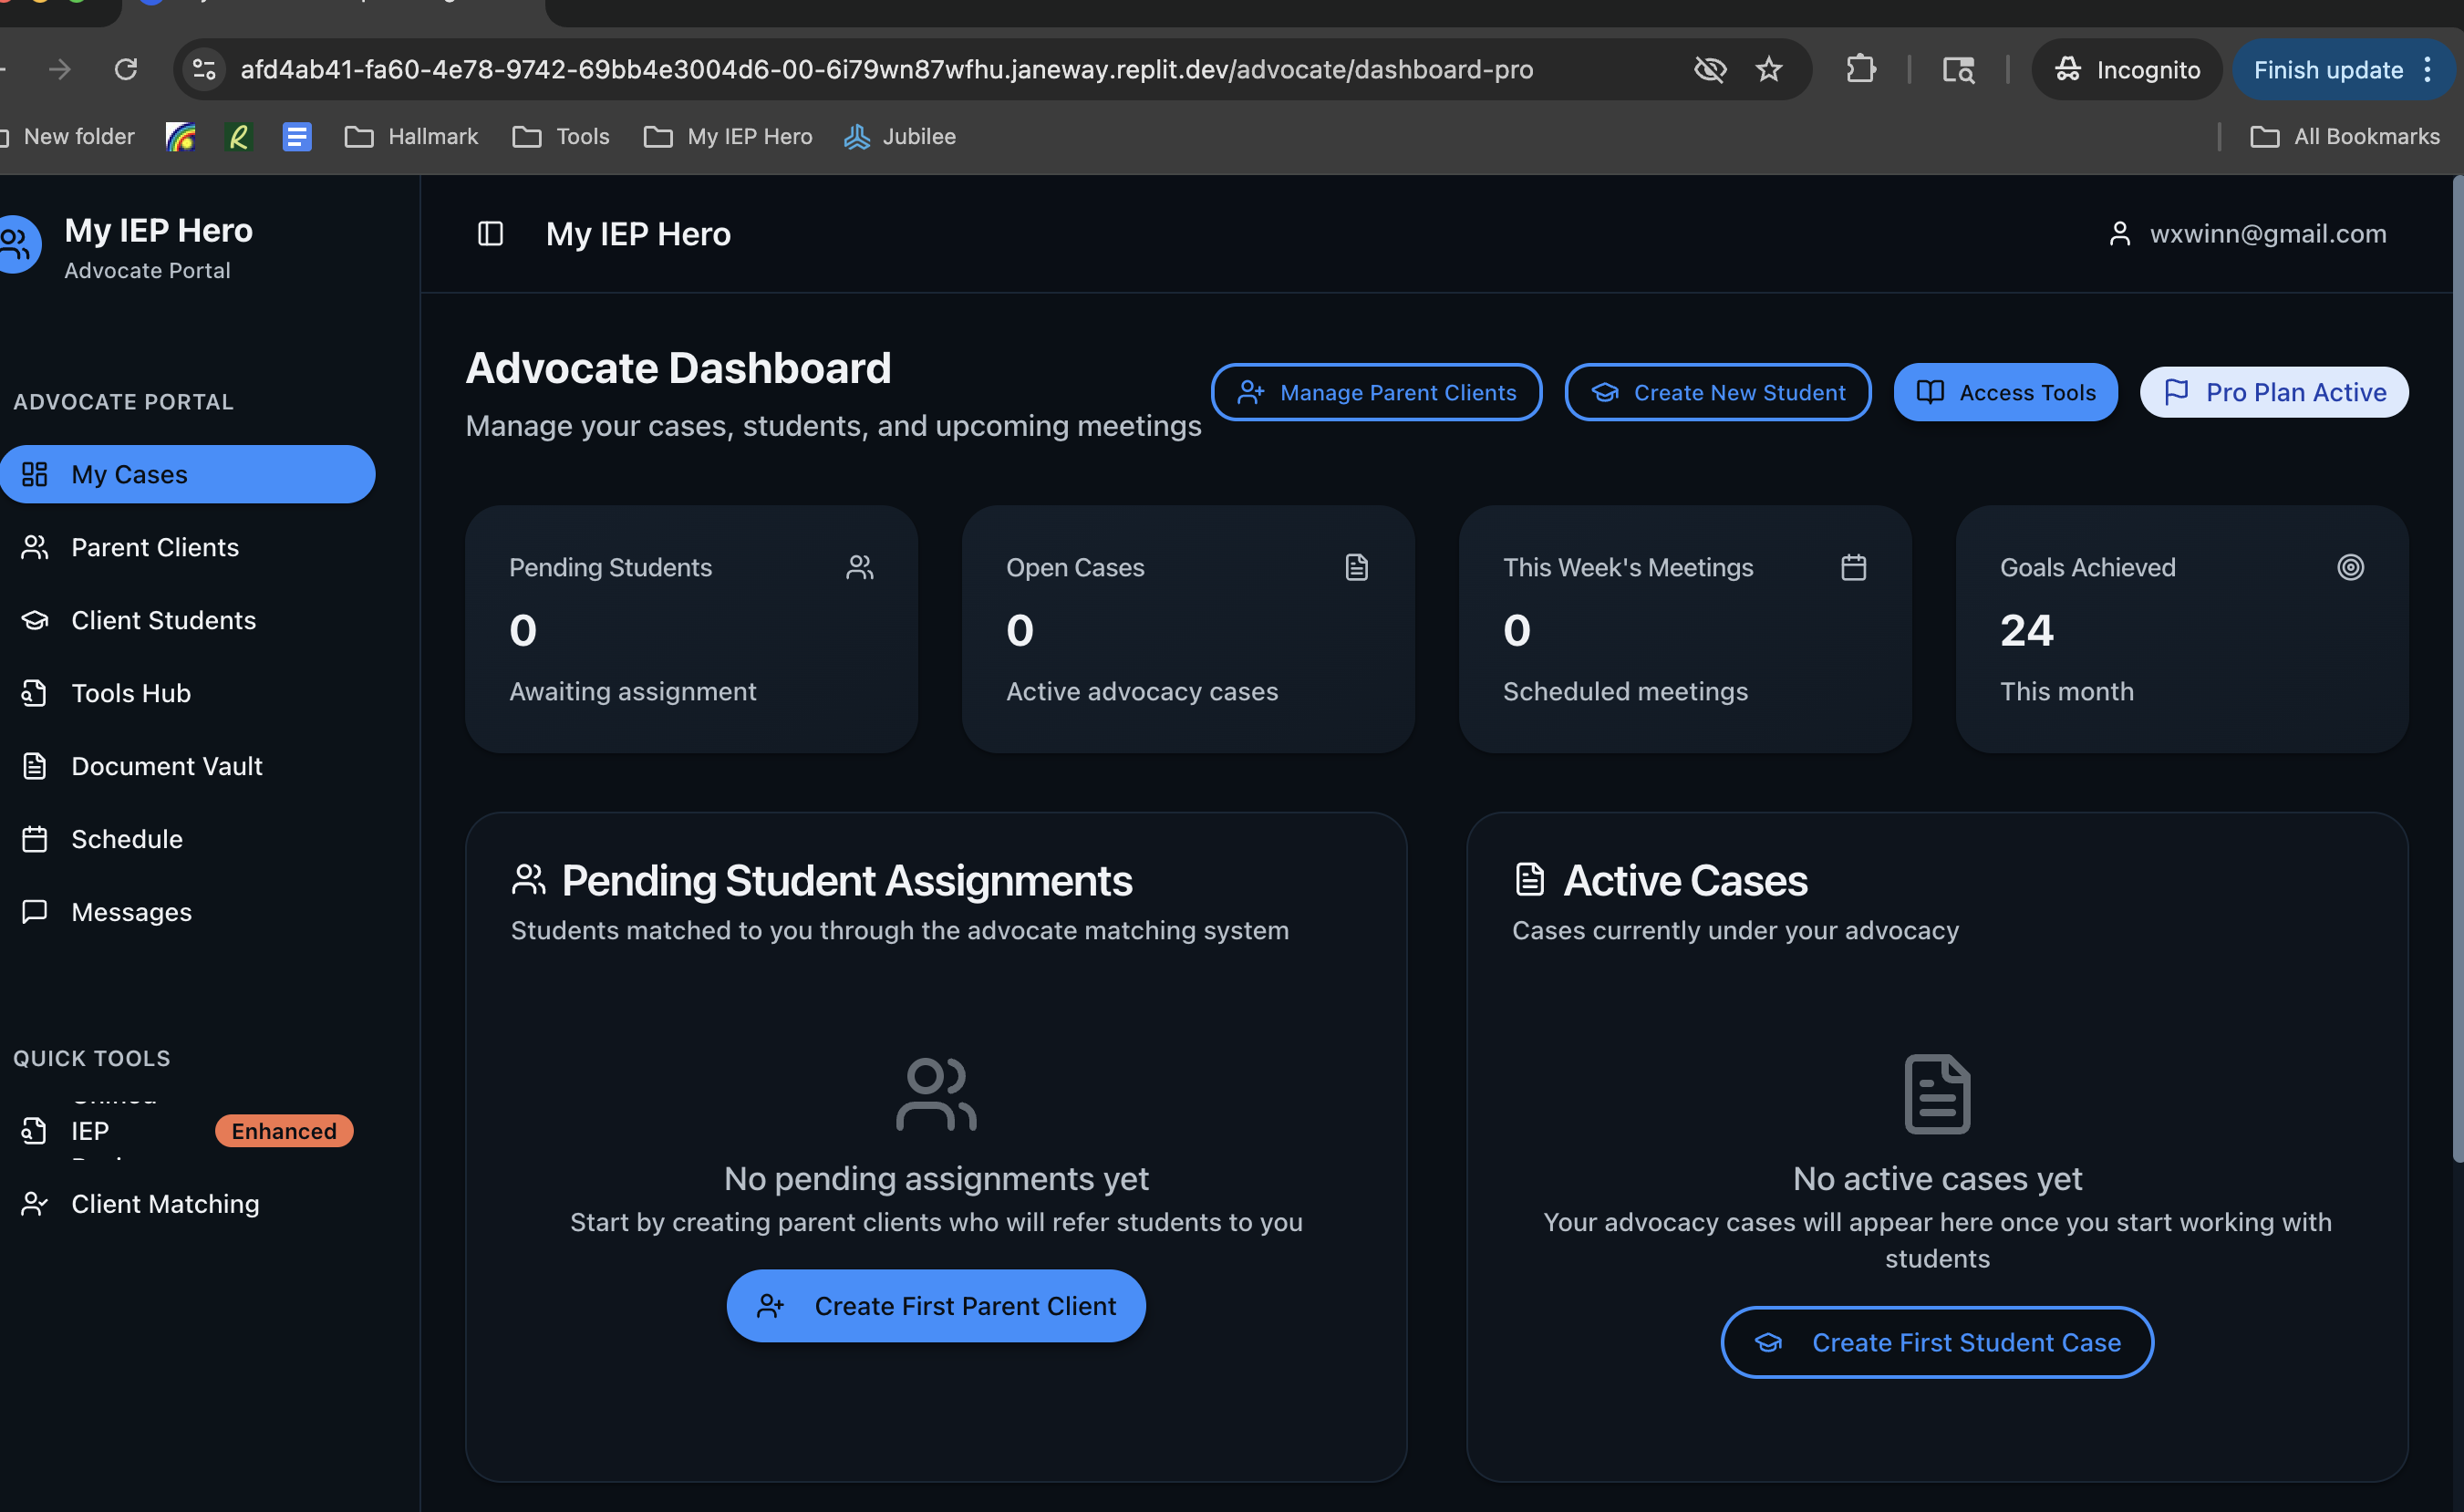 afd4ab41-fa60-4e78-9742-69bb4e3004d6-00-6i79wn87wfhu.janeway.replit.dev/advocate/dashboard-pro
Incognito
Finish update
New folder
Hallmark
Tools
My IEP Hero
Jubilee
All Bookmarks
My IEP Hero
Advocate Portal
My IEP Hero
wxwinn@gmail.com
ADVOCATE PORTAL
My Cases
Parent Clients
Client Students
Tools Hub
Document Vault
Schedule
Messages
QUICK TOOLS
IEP
Enhanced
Client Matching
Advocate Dashboard
Manage your cases, students, and upcoming meetings
Manage Parent Clients
Create New Student
Access Tools
Pro Plan Active
Pending Students
0
Awaiting assignment
Open Cases
0
Active advocacy cases
This Week's Meetings
0
Scheduled meetings
Goals Achieved
24
This month
Pending Student Assignments
Students matched to you through the advocate matching system
No pending assignments yet
Start by creating parent clients who will refer students to you
Create First Parent Client
Active Cases
Cases currently under your advocacy
No active cases yet
Your advocacy cases will appear here once you start working with
students
Create First Student Case